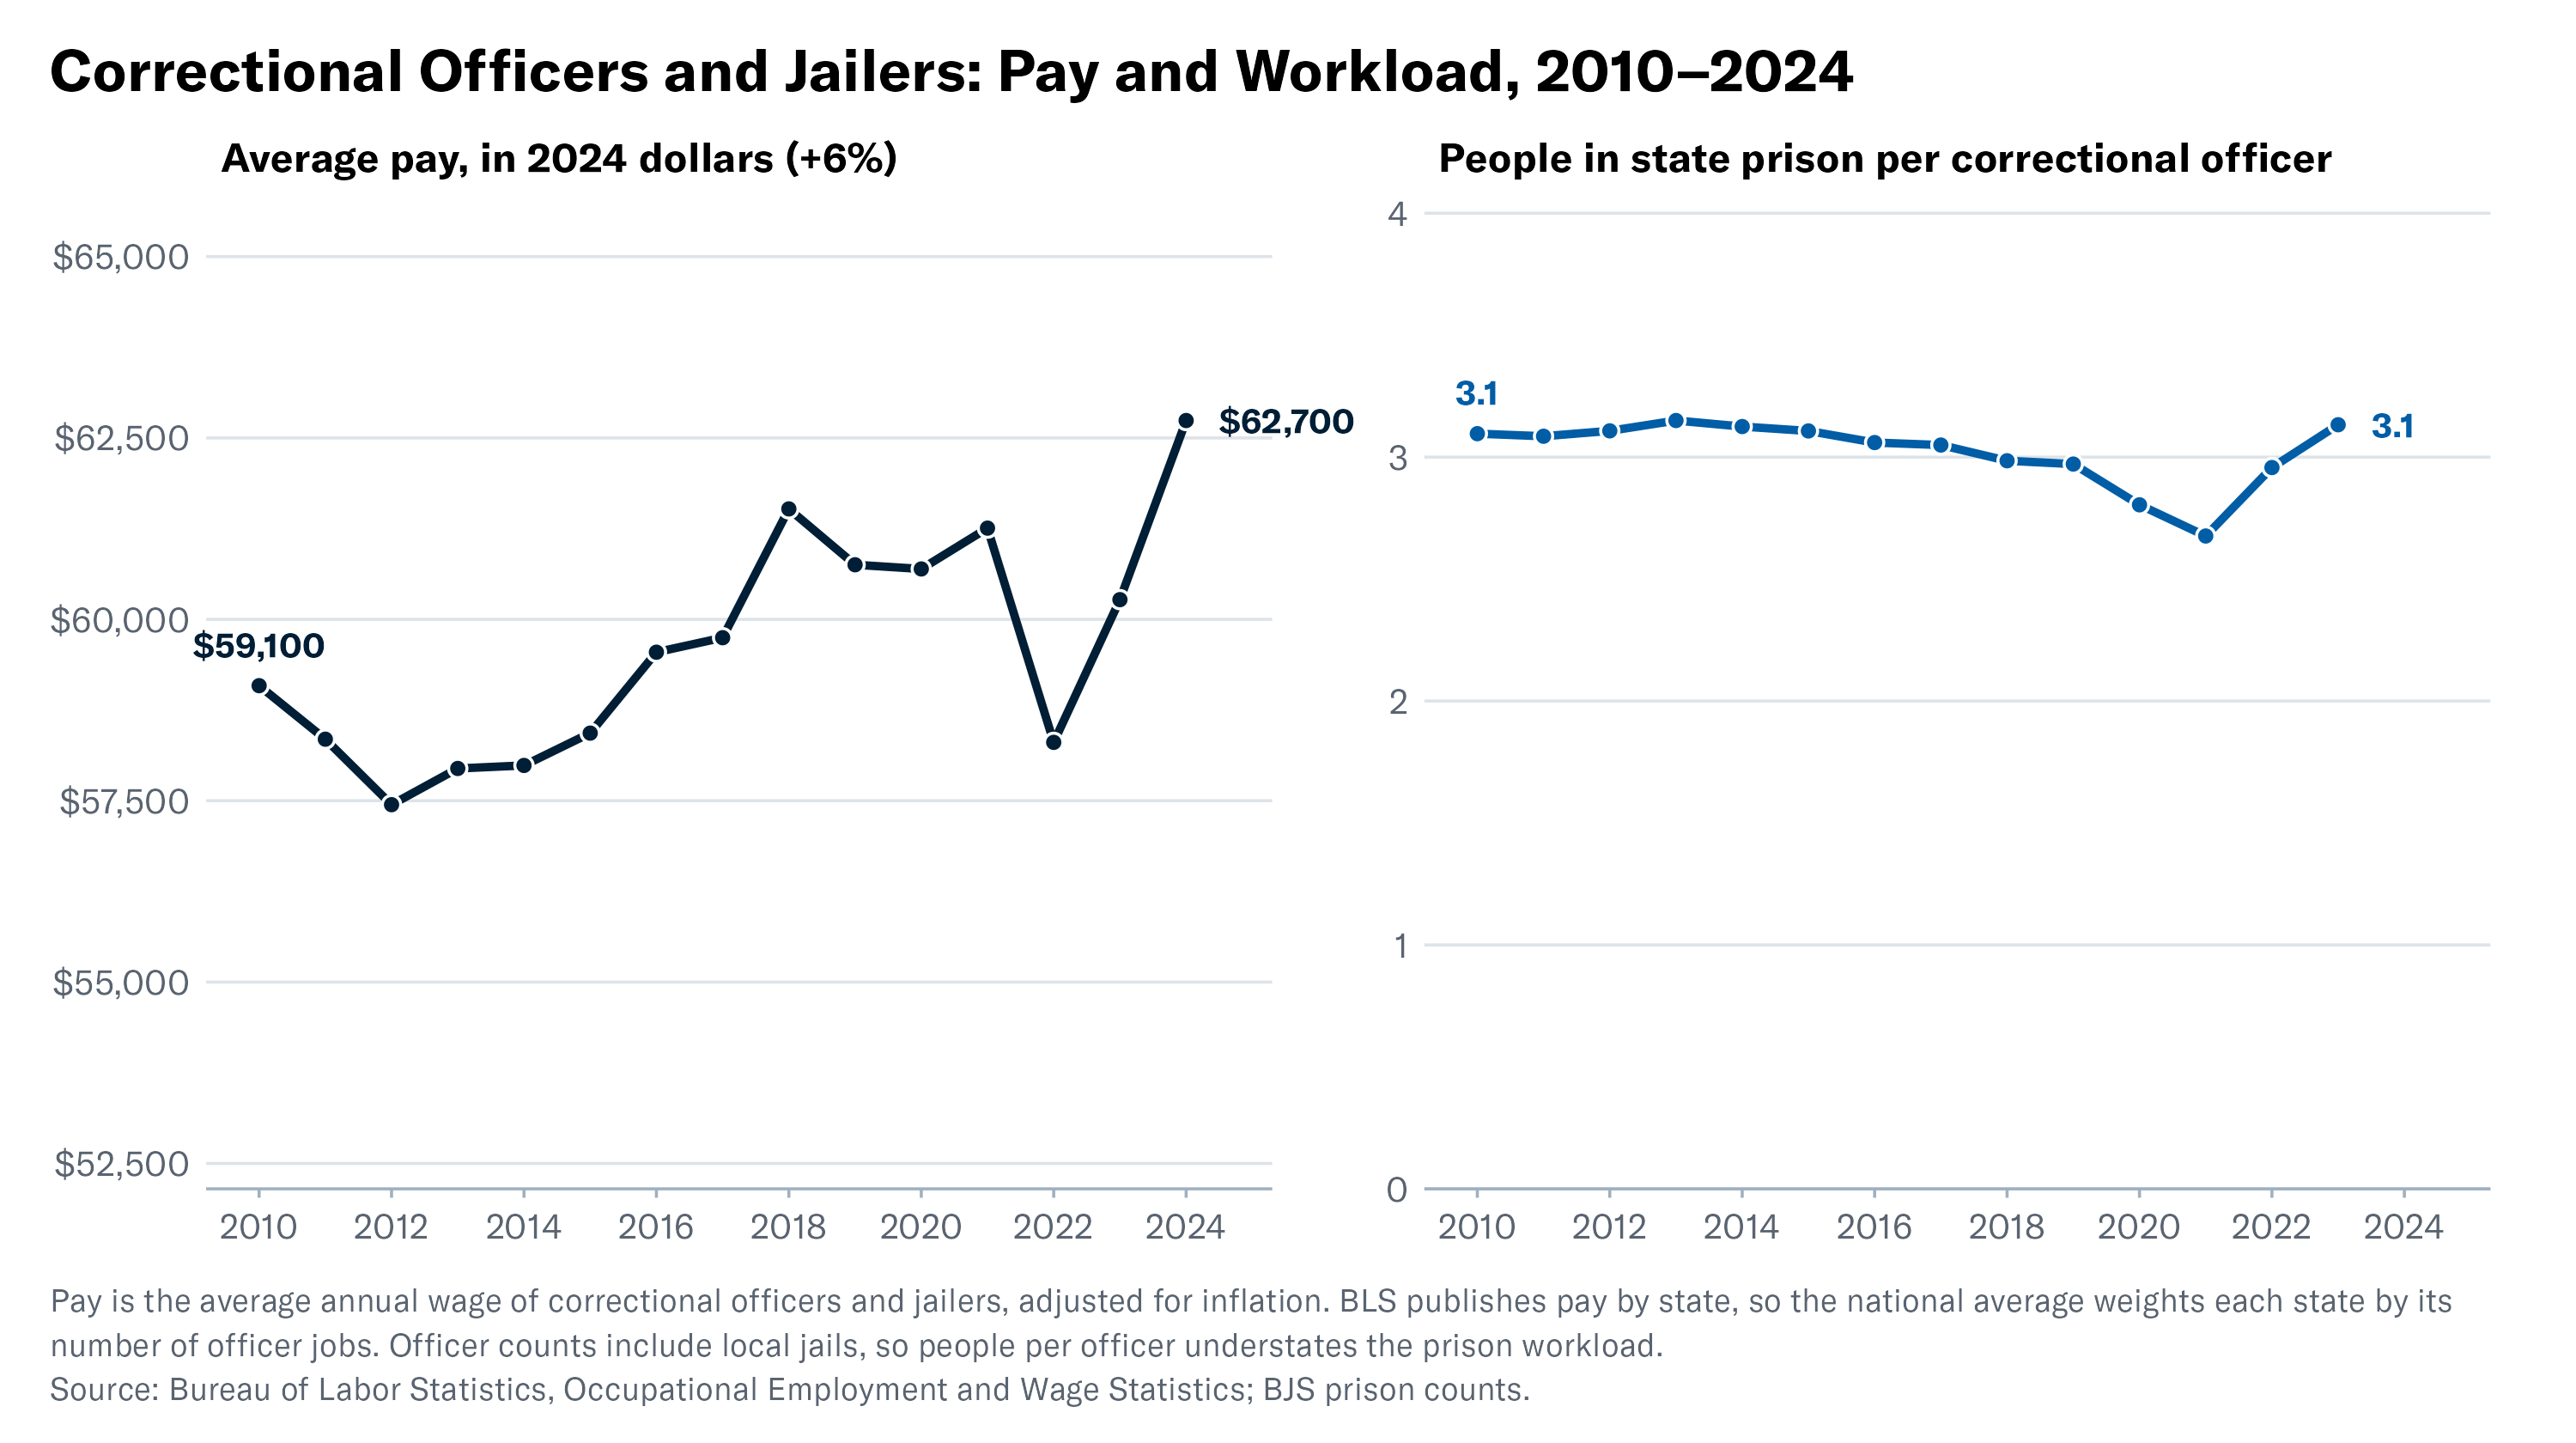 Correctional Officers and Jailers: Pay and Workload, 2010–2024
Average pay, in 2024 dollars (+6%)
$65,000
$62,500
$60,000
$57,500
$55,000
$52,500
$59,100
$62,700
2010 2012 2014 2016 2018 2020 2022 2024
People in state prison per correctional officer
4
3
2
1
0
3.1
3.1
2010 2012 2014 2016 2018 2020 2022 2024
Pay is the average annual wage of correctional officers and jailers, adjusted for inflation. BLS publishes pay by state, so the national average weights each state by its
number of officer jobs. Officer counts include local jails, so people per officer understates the prison workload.
Source: Bureau of Labor Statistics, Occupational Employment and Wage Statistics; BJS prison counts.